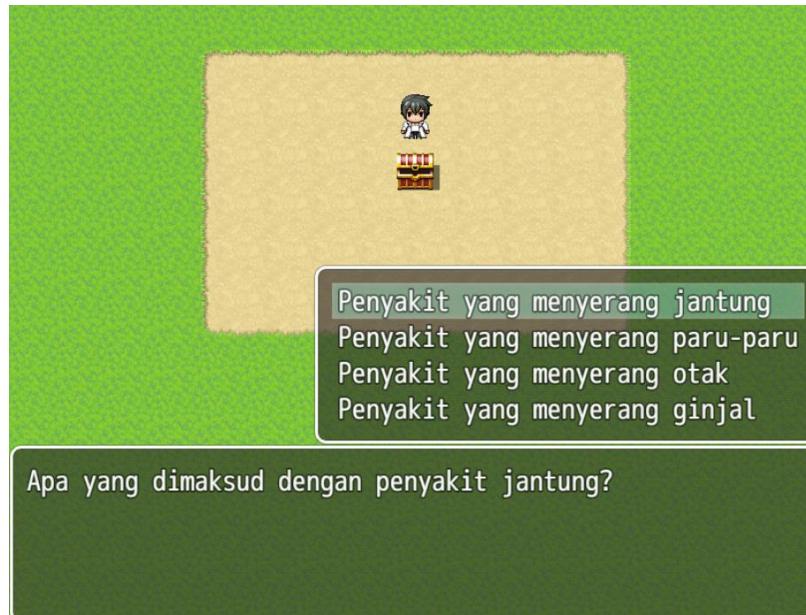 Penyakit yang menyerang jantung
Penyakit yang menyerang paru-paru
Penyakit yang menyerang otak
Penyakit yang menyerang ginjal
Apa yang dimaksud dengan penyakit jantung?